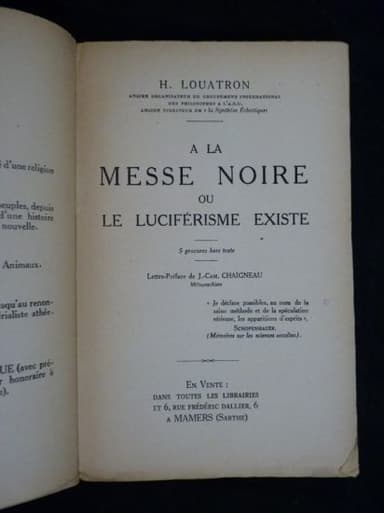 é d'une religion
euples, depuis
d'une histoire
nouvelle.
Animaux.
squ'au renon-
érialiste athé-
QUE (avec pré-
r honoraire à
e).
H. LOUATRON
ANCIEN ORGANISATEUR DU GROUPEMENT INTERNATIONAL
DES PHILOSOPHES A L'A.D.U.
ANCIEN DIRECTEUR DE « la Synthèse Éclectique»
A LA
MESSE NOIRE
OU
LE LUCIFÉRISME EXISTE
5 gravures hors texte
Lettre-Préface de J.-Cam. CHAIGNEAU
« Je déclare possibles, au nom de la
saine méthode et de la spéculation
sérieuse, les apparitions d'esprits ».
SCHOPENHAUER.
(Mémoires sur les sciences occultes).
EN VENTE :
DANS TOUTES LES LIBRAIRIES
ET 6, RUE FRÉDÉRIC DALLIER, 6
A MAMERS (SARTHE)